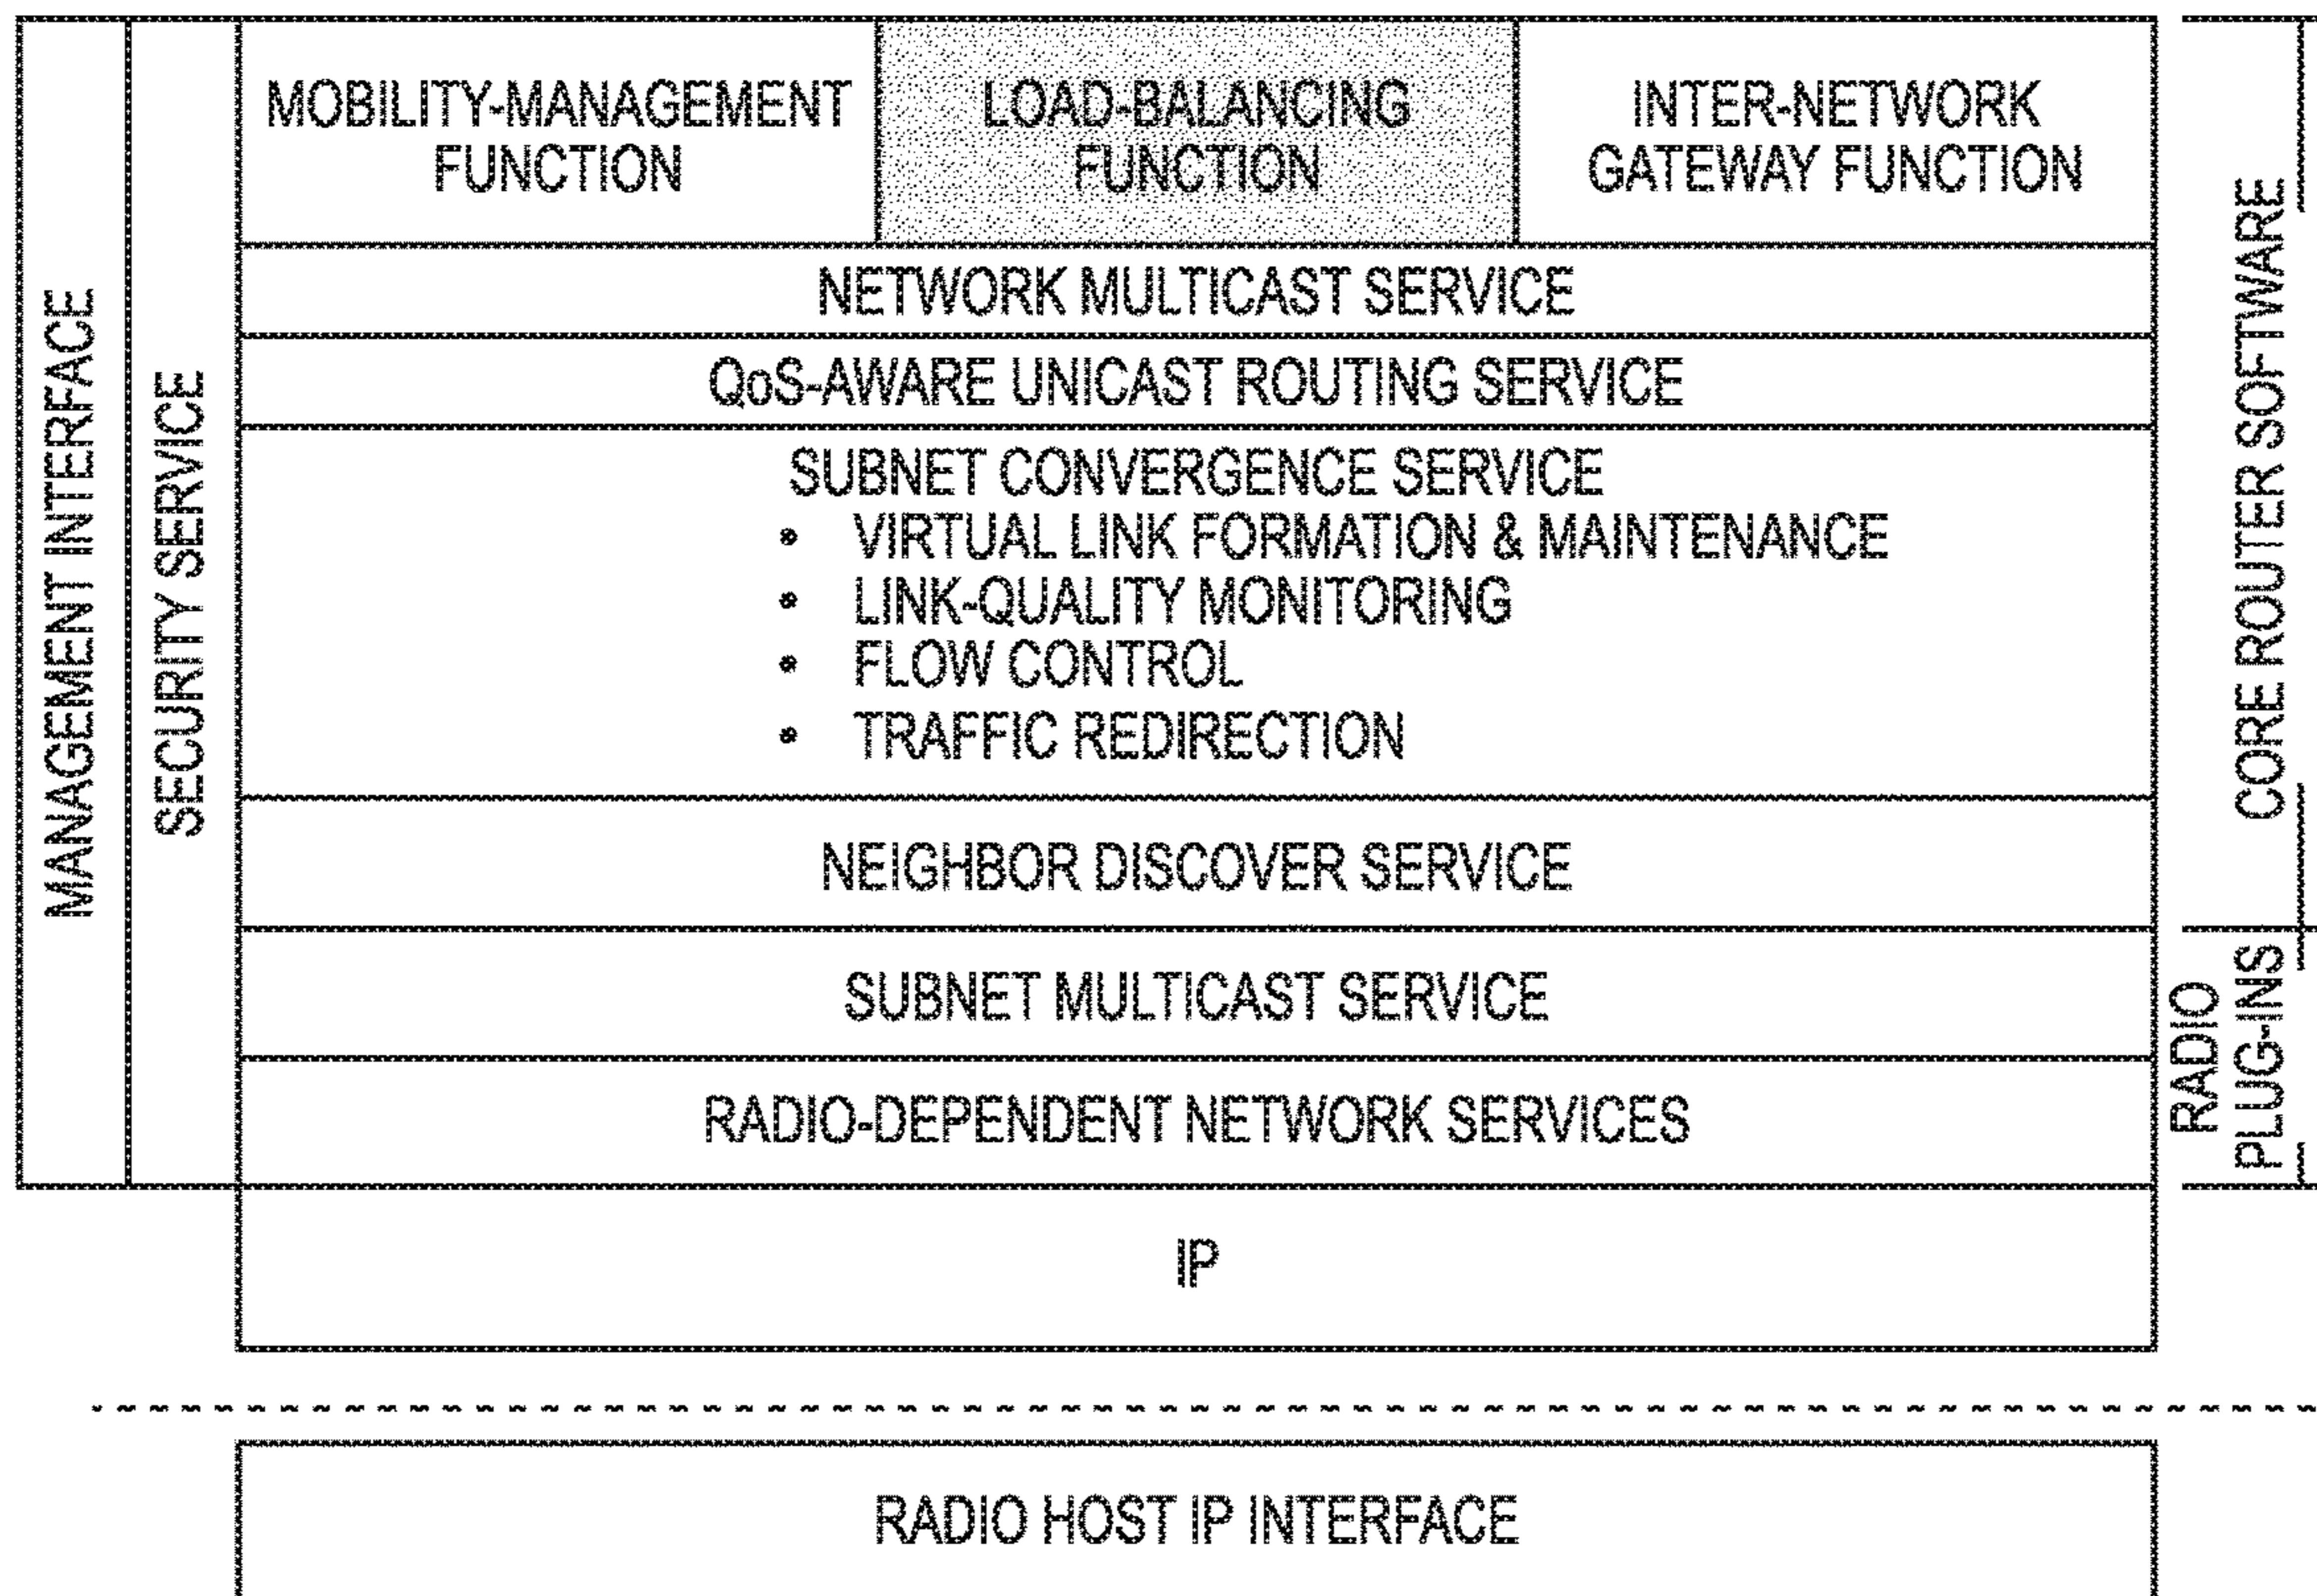 MANAGEMENT INTERFACE
SECURITY SERVICE
MOBILITY-MANAGEMENT
FUNCTION
LOAD-BALANCING
FUNCTION
INTER-NETWORK
GATEWAY FUNCTION
NETWORK MULTICAST SERVICE
QoS-AWARE UNICAST ROUTING SERVICE
SUBNET CONVERGENCE SERVICE
• VIRTUAL LINK FORMATION & MAINTENANCE
• LINK-QUALITY MONITORING
• FLOW CONTROL
• TRAFFIC REDIRECTION
NEIGHBOR DISCOVER SERVICE
SUBNET MULTICAST SERVICE
RADIO-DEPENDENT NETWORK SERVICES
IP
CORE ROUTER SOFTWARE
RADIO
PLUG-INS
RADIO HOST IP INTERFACE